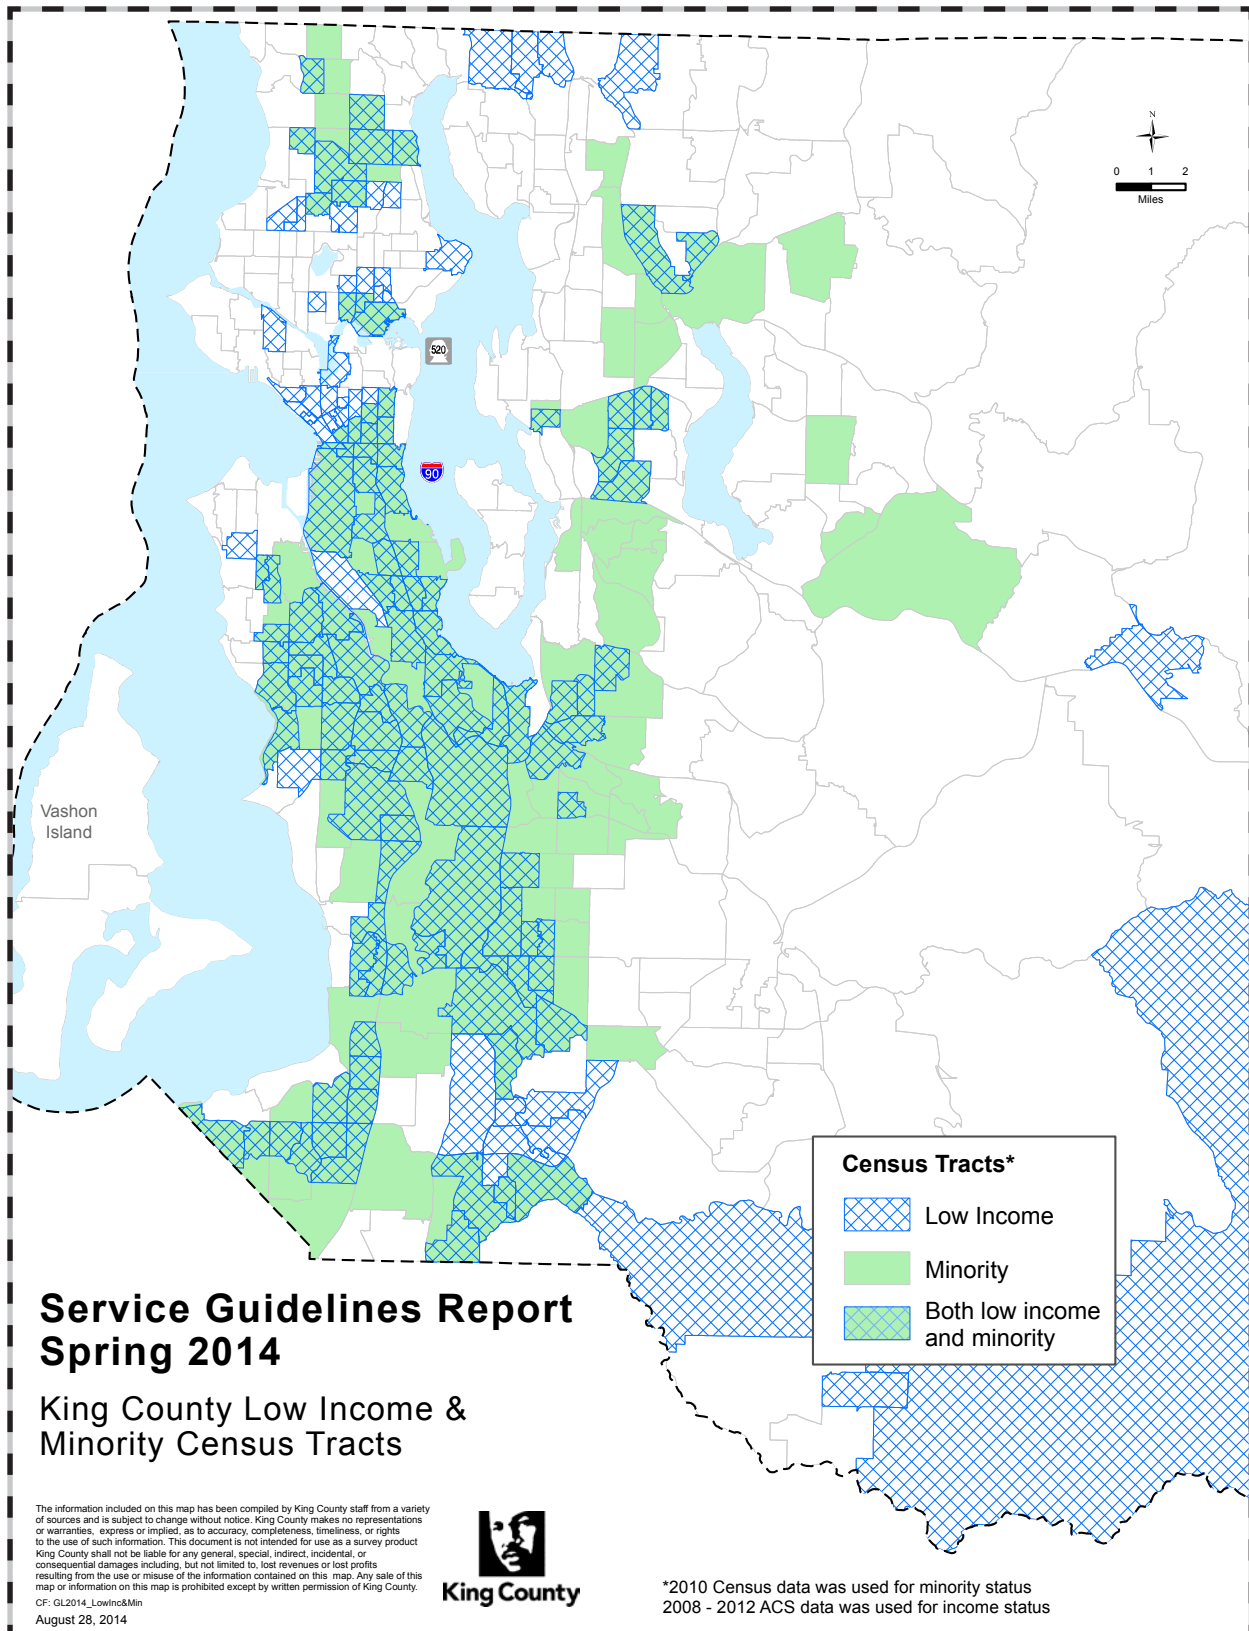 N
0 1 2
Miles
520
90
Vashon
Island
Census Tracts*
Low Income
Minority
Both low income
and minority
Service Guidelines Report
Spring 2014
King County Low Income &
Minority Census Tracts
The information included on this map has been compiled by King County staff from a variety
of sources and is subject to change without notice. King County makes no representations
or warranties, express or implied, as to accuracy, completeness, timeliness, or rights
to the use of such information. This document is not intended for use as a survey product
King County shall not be liable for any general, special, indirect, incidental, or
consequential damages including, but not limited to, lost revenues or lost profits
resulting from the use or misuse of the information contained on this map. Any sale of this
map or information on this map is prohibited except by written permission of King County.
CF: GL2014_LowInc&Min
August 28, 2014
King County
*2010 Census data was used for minority status
2008 - 2012 ACS data was used for income status